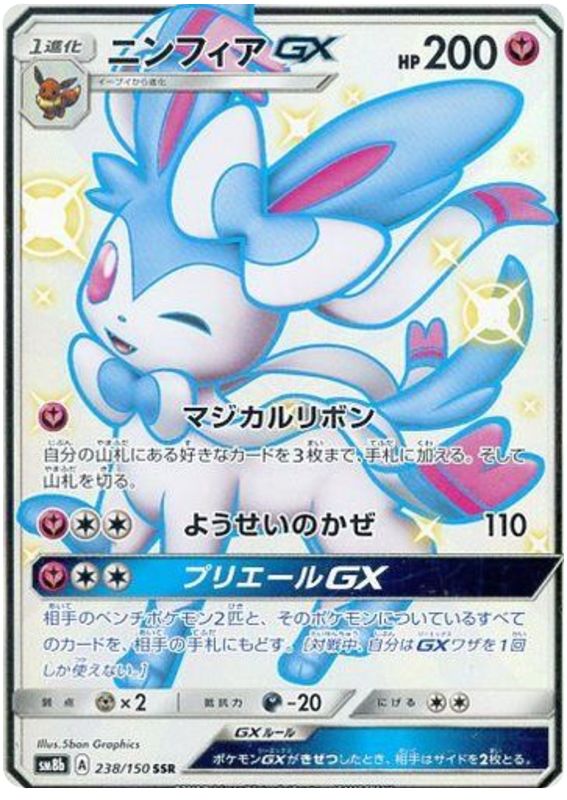 1進化 ニンフィアGX HP200
イーブイから進化
マジカルリボン
自分の山札にある好きなカードを3枚まで、手札に加える。そして
山札を切る。
ようせいのかぜ 110
プリエールGX
相手のベンチポケモン2匹と、そのポケモンについているすべて
のカードを、相手の手札にもどす。[対戦中、自分はGXワザを1回
しか使えない。]
弱点 ×2 抵抗力 -20 にげる
Illus.5ban Graphics
GXルール
SM8b A 238/150 SSR
ポケモンGXがきぜつしたとき、相手はサイドを2枚とる。